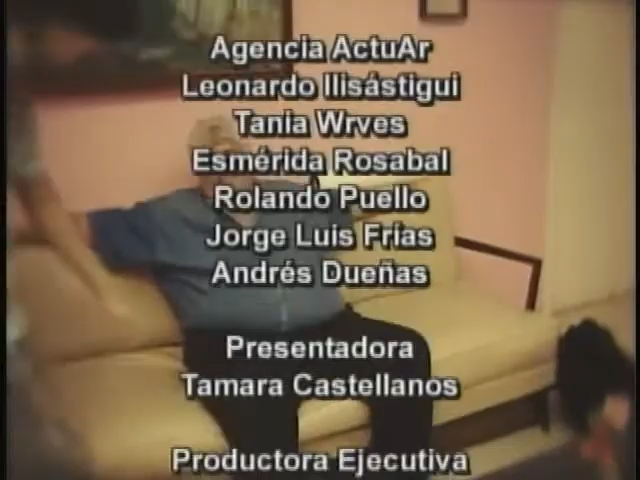 Agencia ActuAr
Leonardo Ilisástigui
Tania Wrves
Esmérida Rosabal
Rolando Puello
Jorge Luis Frías
Andrés Dueñas
Presentadora
Tamara Castellanos
Productora Ejecutiva